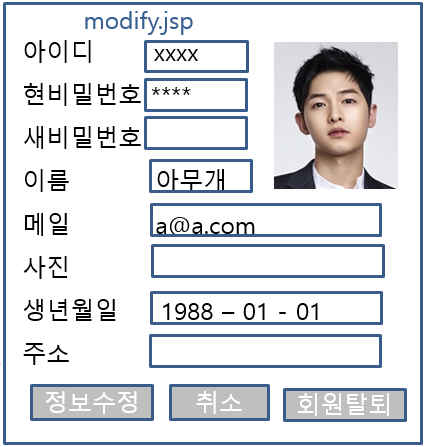 modify.jsp
아이디 xxxx
현비밀번호 ****
새비밀번호
이름 아무개
메일 a@a.com
사진
생년월일 1988 – 01 - 01
주소
정보수정 취소 회원탈퇴